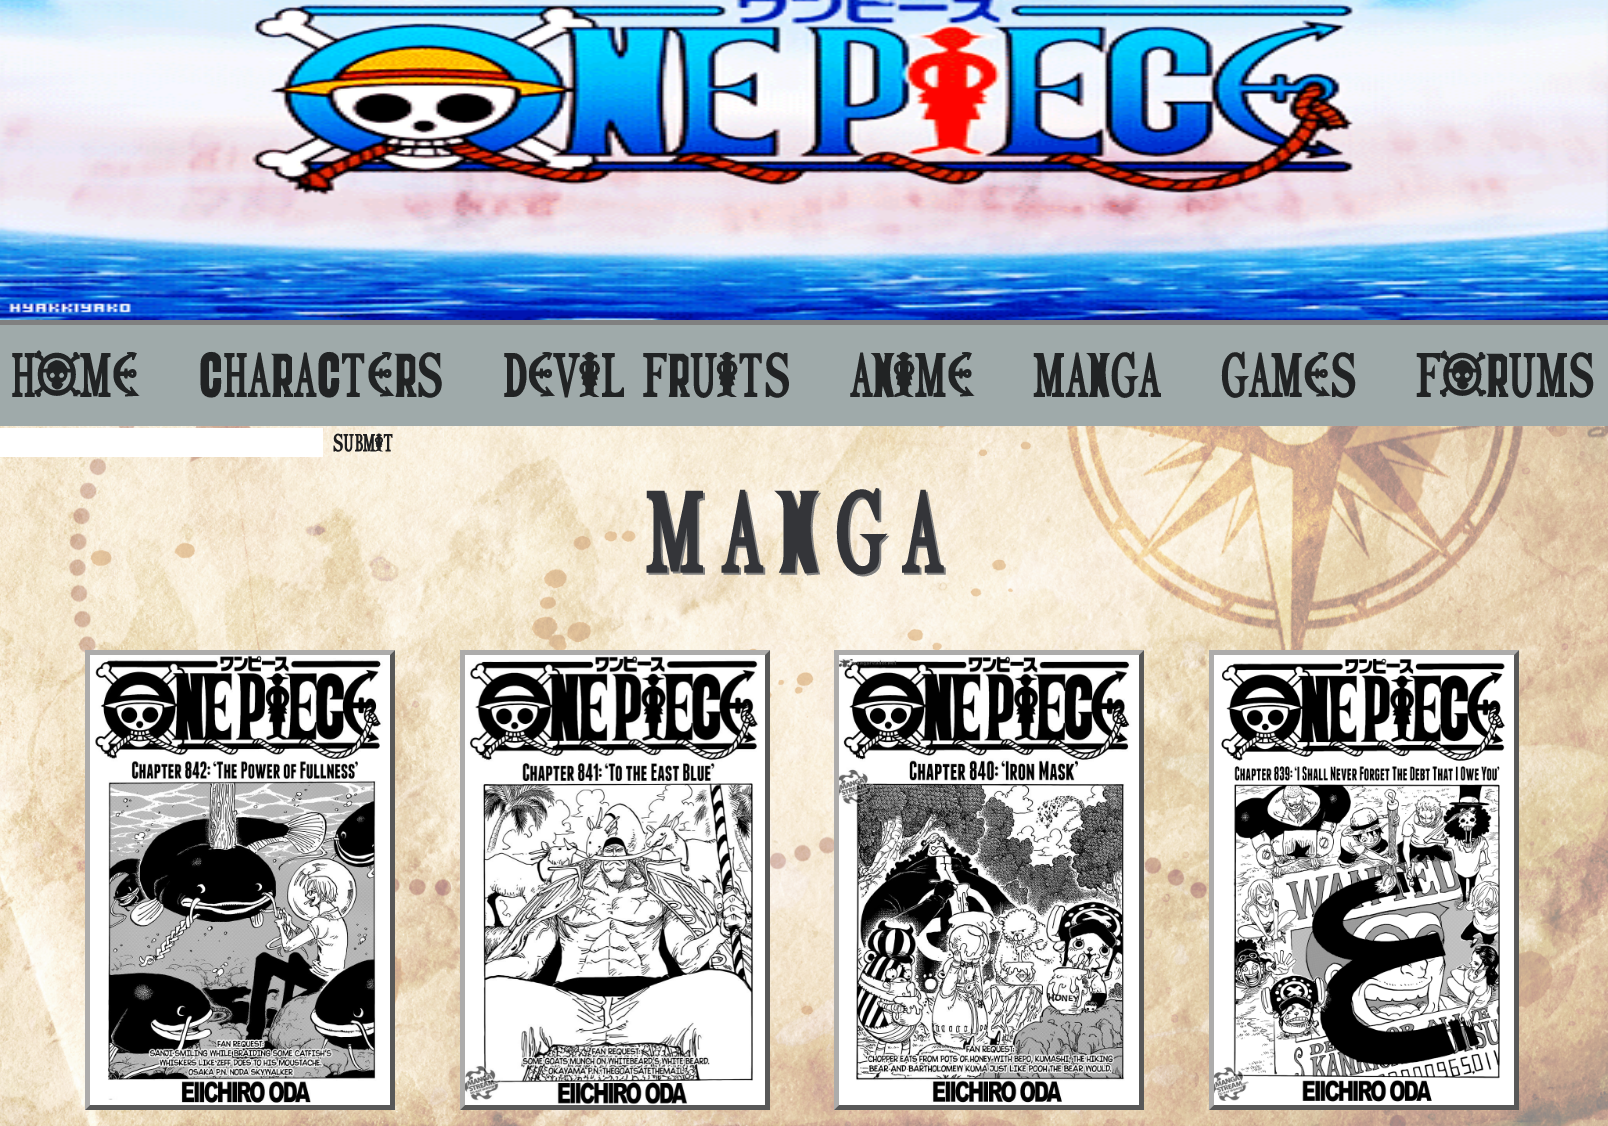 ワンピース
ONE PIECE
HYAKKIYAKO
HOME CHARACTERS DEVIL FRUITS ANIME MANGA GAMES FORUMS
SUBMIT
MANGA
ワンピース
ONE PIECE
CHAPTER 842: ‘THE POWER OF FULLNESS’
FAN REQUEST:
SANJI SMILING WHILE BRAIDING SOME CATFISH'S
WHISKERS LIKE ZEFF DOES TO HIS MOUSTACHE.
OSAKA P.N. NODA SKYWALKER
EIICHIRO ODA
ワンピース
ONE PIECE
CHAPTER 841: ‘TO THE EAST BLUE’
FAN REQUEST:
SOME GOATS MUNCH ON WHITEBEARD'S WHITE BEARD.
OKAYAMA P.N. THEGOATSATETHEMAIL
MANGA
STREAM
EIICHIRO ODA
ワンピース
ONE PIECE
CHAPTER 840: ‘IRON MASK’
MANGA
STREAM
HONEY
FAN REQUEST:
CHOPPER EATS FROM POTS OF HONEY WITH BEPO, KUMASHI, THE HIKING
BEAR AND BARTHOLOMEW KUMA JUST LIKE POOH THE BEAR WOULD.
EIICHIRO ODA
ワンピース
ONE PIECE
CHAPTER 839: ‘I SHALL NEVER FORGET THE DEBT THAT I OWE YOU’
WANTED
MANGA
STREAM
EIICHIRO ODA